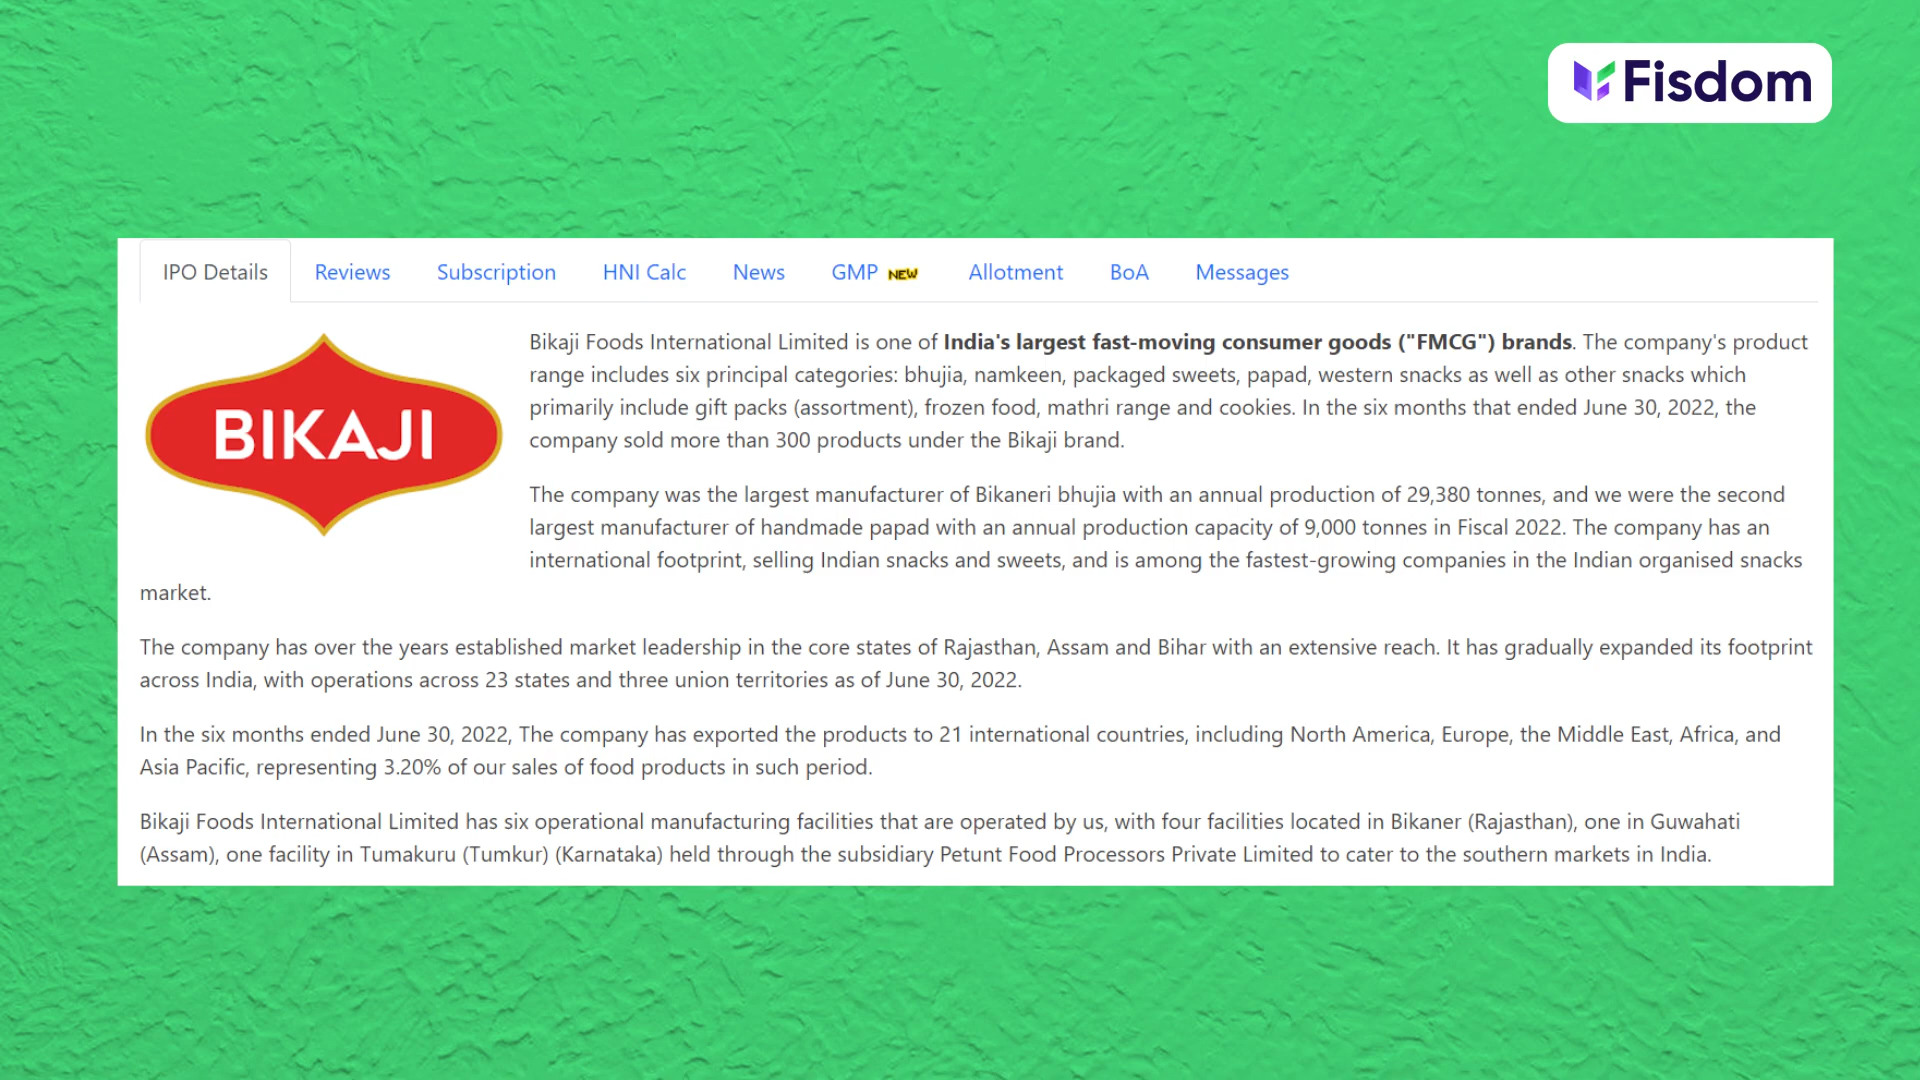 Fisdom
IPO Details Reviews Subscription HNI Calc News GMP NEW Allotment BoA Messages
BIKAJI
Bikaji Foods International Limited is one of India's largest fast-moving consumer goods ("FMCG") brands. The company's product
range includes six principal categories: bhujia, namkeen, packaged sweets, papad, western snacks as well as other snacks which
primarily include gift packs (assortment), frozen food, mathri range and cookies. In the six months that ended June 30, 2022, the
company sold more than 300 products under the Bikaji brand.
The company was the largest manufacturer of Bikaneri bhujia with an annual production of 29,380 tonnes, and we were the second
largest manufacturer of handmade papad with an annual production capacity of 9,000 tonnes in Fiscal 2022. The company has an
international footprint, selling Indian snacks and sweets, and is among the fastest-growing companies in the Indian organised snacks
market.
The company has over the years established market leadership in the core states of Rajasthan, Assam and Bihar with an extensive reach. It has gradually expanded its footprint
across India, with operations across 23 states and three union territories as of June 30, 2022.
In the six months ended June 30, 2022, The company has exported the products to 21 international countries, including North America, Europe, the Middle East, Africa, and
Asia Pacific, representing 3.20% of our sales of food products in such period.
Bikaji Foods International Limited has six operational manufacturing facilities that are operated by us, with four facilities located in Bikaner (Rajasthan), one in Guwahati
(Assam), one facility in Tumakuru (Tumkur) (Karnataka) held through the subsidiary Petunt Food Processors Private Limited to cater to the southern markets in India.